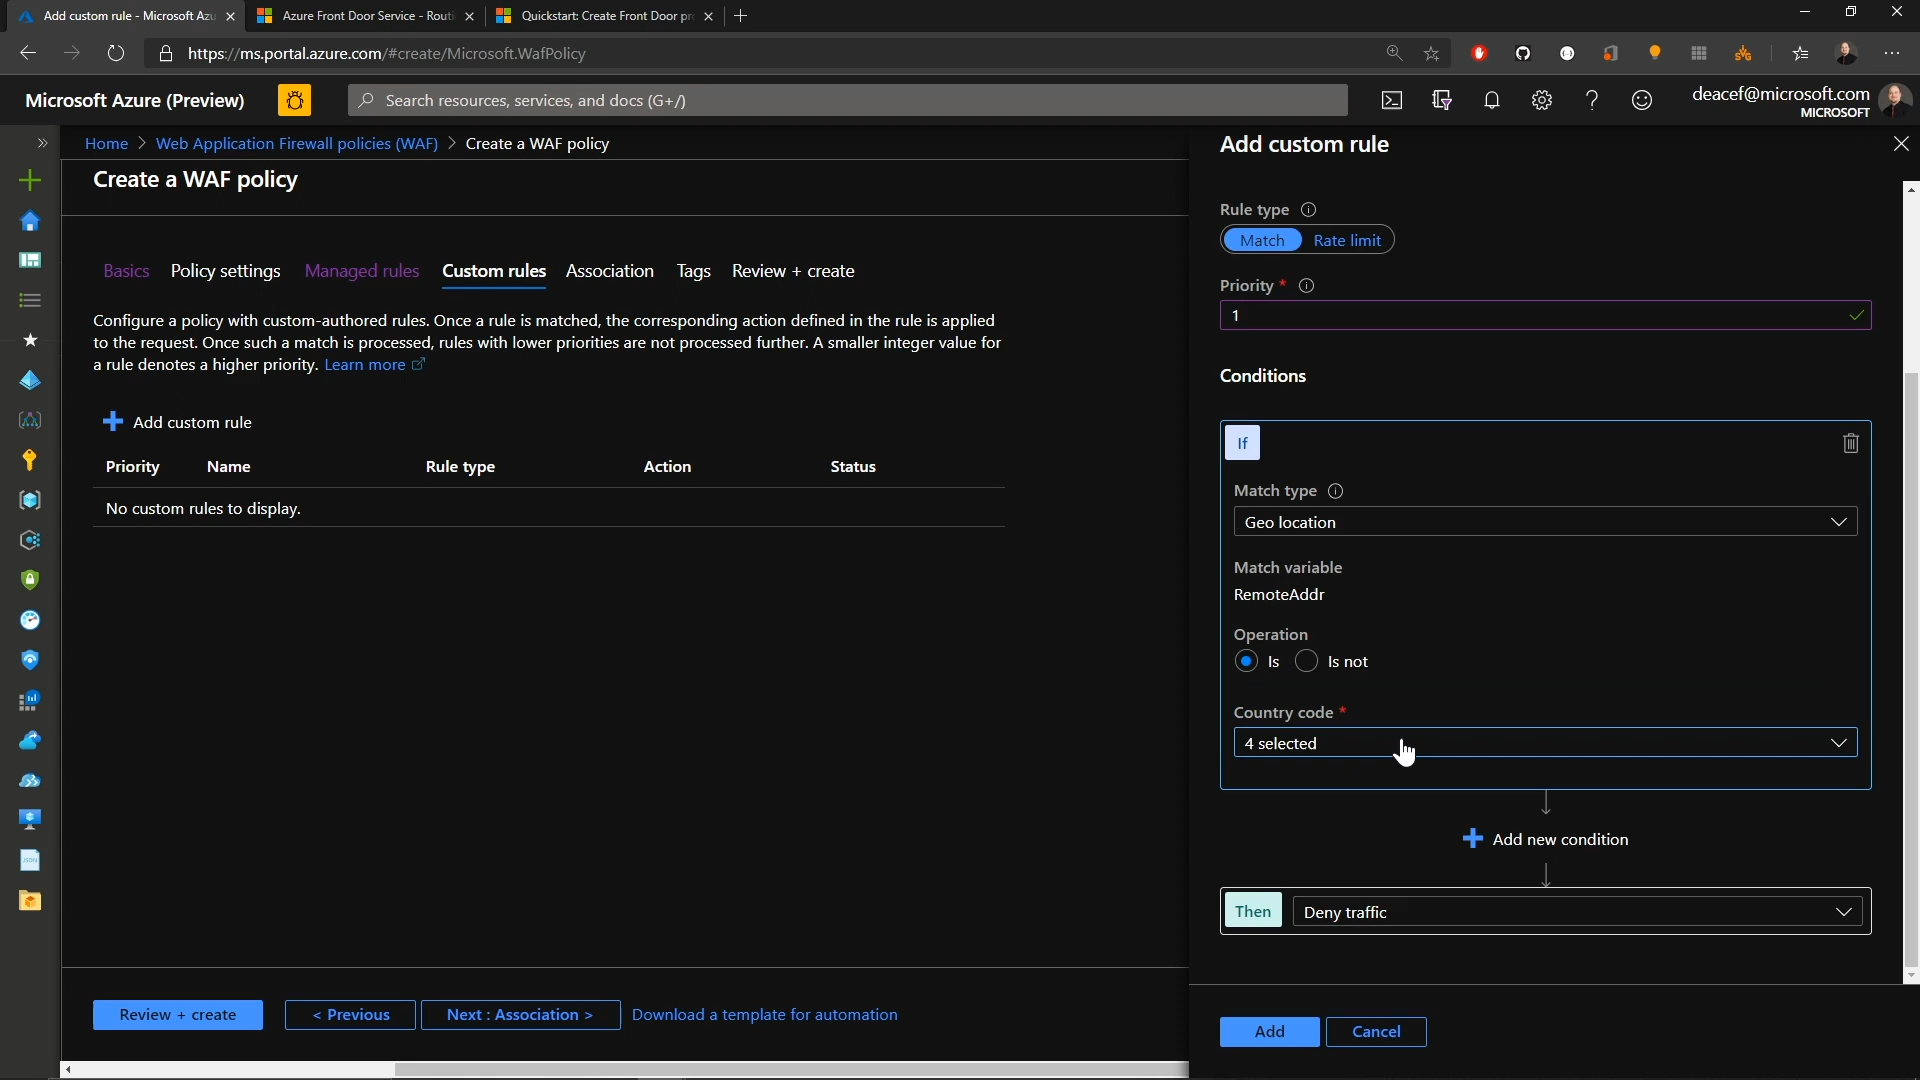 Add custom rule - Microsoft Azu
Azure Front Door Service - Routi
Quickstart: Create Front Door pr
https://ms.portal.azure.com/#create/Microsoft.WafPolicy
Microsoft Azure (Preview)
Search resources, services, and docs (G+/)
deacef@microsoft.com
MICROSOFT
Home > Web Application Firewall policies (WAF) > Create a WAF policy
Create a WAF policy
Basics Policy settings Managed rules Custom rules Association Tags Review + create
Configure a policy with custom-authored rules. Once a rule is matched, the corresponding action defined in the rule is applied
to the request. Once such a match is processed, rules with lower priorities are not processed further. A smaller integer value for
a rule denotes a higher priority. Learn more
Add custom rule
Priority Name Rule type Action Status
No custom rules to display.
Review + create
< Previous
Next : Association >
Download a template for automation
Add custom rule
Rule type
Match Rate limit
Priority *
1
Conditions
If
Match type
Geo location
Match variable
RemoteAddr
Operation
Is Is not
Country code *
4 selected
Add new condition
Then Deny traffic
Add Cancel